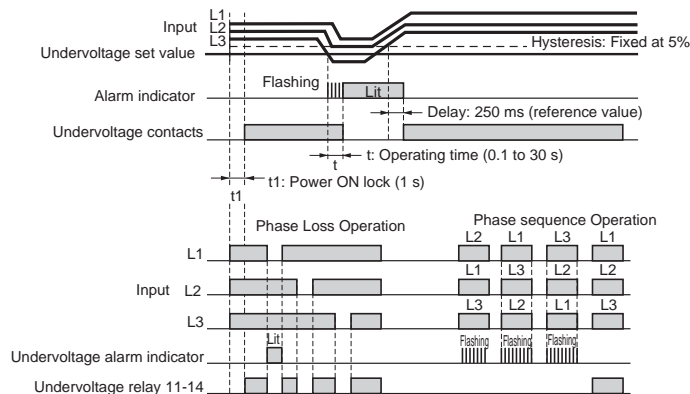 L1
L2
L3
Input
Hysteresis: Fixed at 5%
Undervoltage set value
Flashing
Alarm indicator
Lit
Delay: 250 ms (reference value)
Undervoltage contacts
t: Operating time (0.1 to 30 s)
t
t1: Power ON lock (1 s)
t1
Phase Loss Operation
Phase sequence Operation
L2 L1 L3 L1
L1
L1 L3 L2 L2
Input L2
L3 L2 L1 L3
L3
Lit
Flashing Flashing Flashing
Undervoltage alarm indicator
Undervoltage relay 11-14